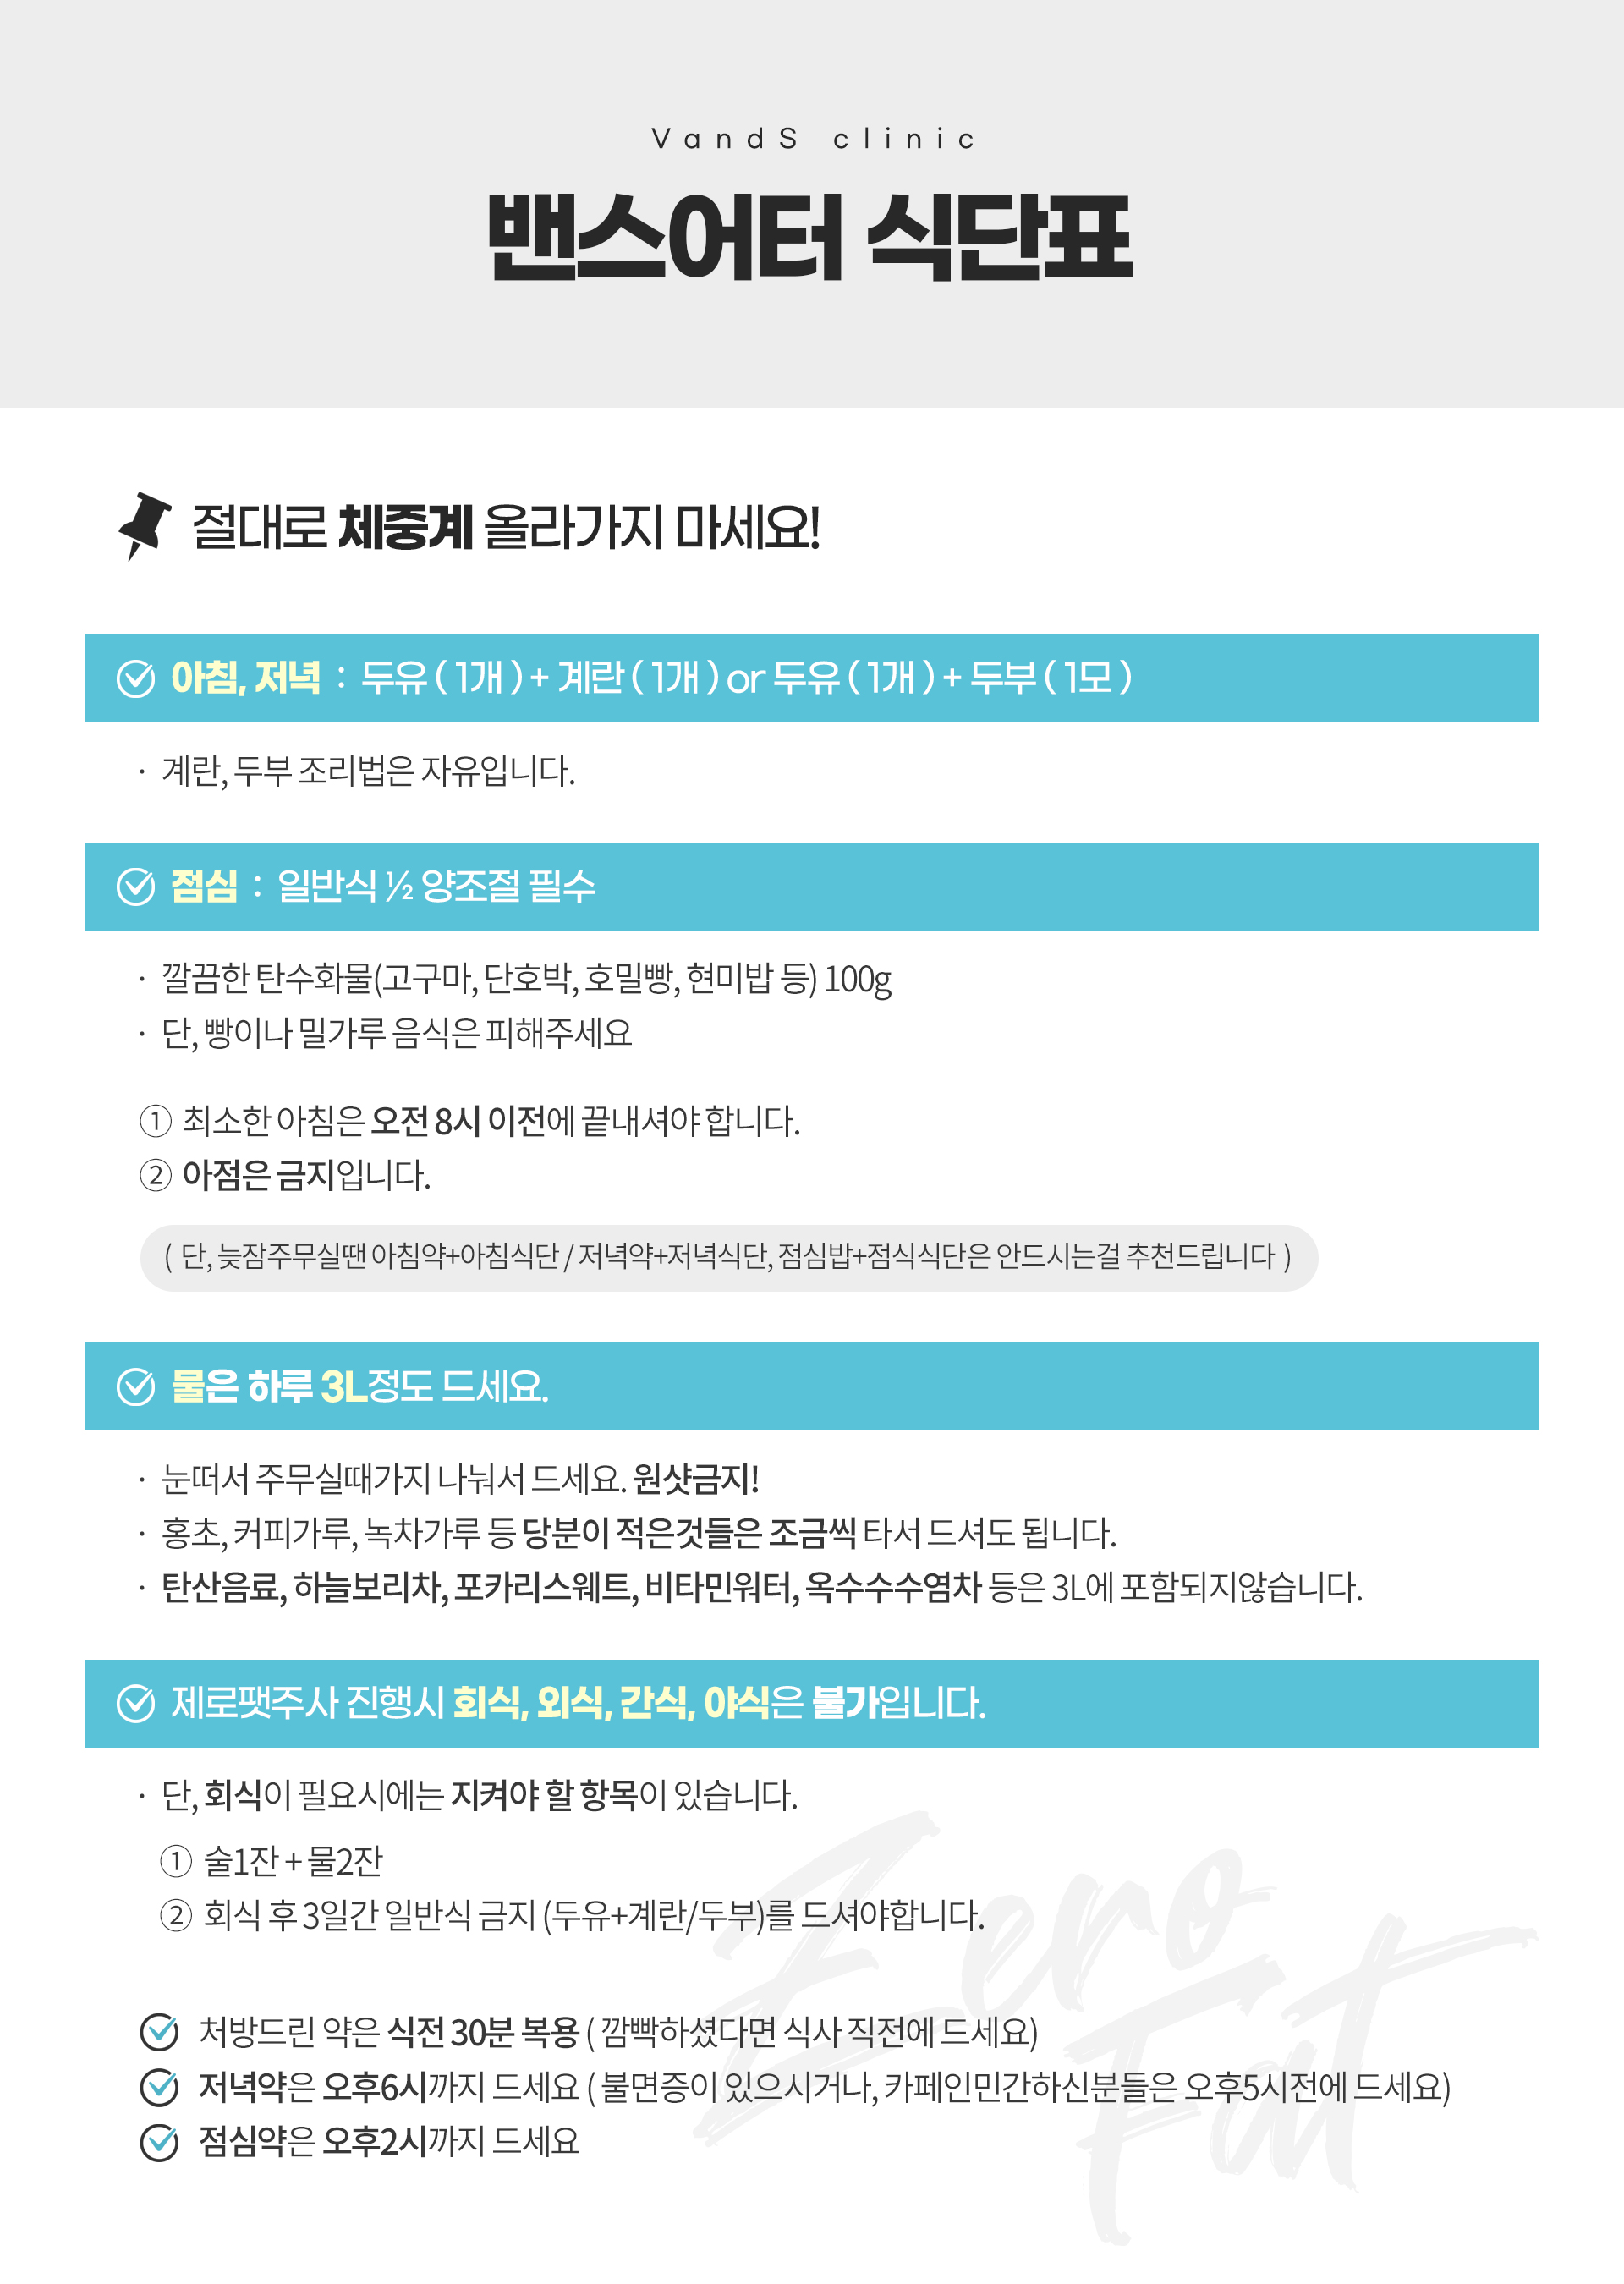 VandS clinic
밴스어터 식단표
절대로 체중계 올라가지 마세요!
아침, 저녁 : 두유 ( 1개 ) + 계란 ( 1개 ) or 두유 ( 1개 ) + 두부 ( 1모 )
· 계란, 두부 조리법은 자유입니다.
점심 : 일반식 ½ 양조절 필수
· 깔끔한 탄수화물(고구마, 단호박, 호밀빵, 현미밥 등) 100g
· 단, 빵이나 밀가루 음식은 피해주세요
① 최소한 아침은 오전 8시 이전에 끝내셔야 합니다.
② 아점은 금지입니다.
( 단, 늦잠주무실땐 아침약+아침식단 / 저녁약+저녁식단, 점심밥+점식식단은 안드시는걸 추천드립니다 )
물은 하루 3L정도 드세요.
· 눈떠서 주무실때가지 나눠서 드세요. 원샷금지!
· 홍초, 커피가루, 녹차가루 등 당분이 적은것들은 조금씩 타서 드셔도 됩니다.
· 탄산음료, 하늘보리차, 포카리스웨트, 비타민워터, 옥수수수염차 등은 3L에 포함되지않습니다.
제로팻주사 진행시 회식, 외식, 간식, 야식은 불가입니다.
· 단, 회식이 필요시에는 지켜야 할 항목이 있습니다.
① 술1잔 + 물2잔
② 회식 후 3일간 일반식 금지 (두유+계란/두부)를 드셔야합니다.
Zero
Fat
처방드린 약은 식전 30분 복용 ( 깜빡하셨다면 식사 직전에 드세요)
저녁약은 오후6시까지 드세요 ( 불면증이 있으시거나, 카페인민간하신분들은 오후5시전에 드세요)
점심약은 오후2시까지 드세요